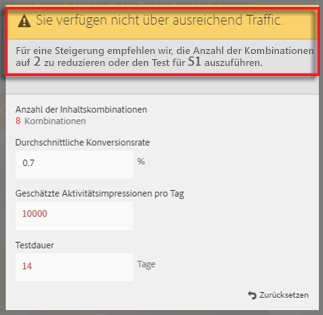 Sie verfügen nicht über ausreichend Traffic.
Für eine Steigerung empfehlen wir, die Anzahl der Kombinationen
auf 2 zu reduzieren oder den Test für 51 auszuführen.
Anzahl der Inhaltskombinationen
8 Kombinationen
Durchschnittliche Konversionsrate
0.7 %
Geschätzte Aktivitätsimpressionen pro Tag
10000
Testdauer
14 Tage
Zurücksetzen